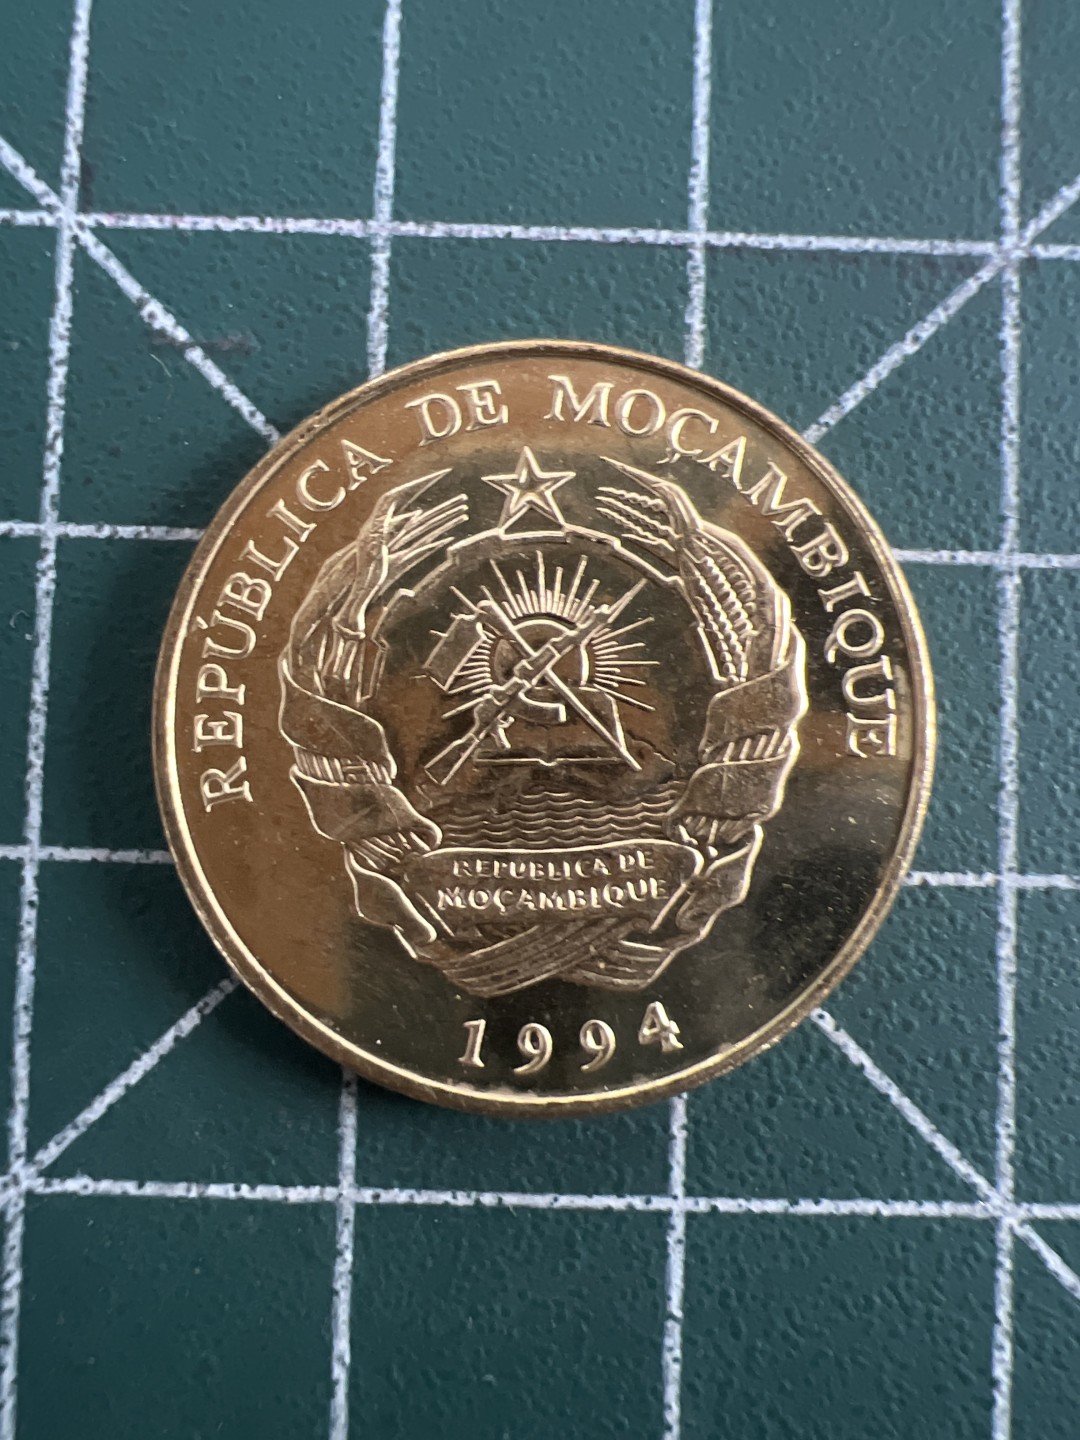 REPÚBLICA DE MOÇAMBIQUE
REPUBLICA DE
MOÇAMBIQUE
1994